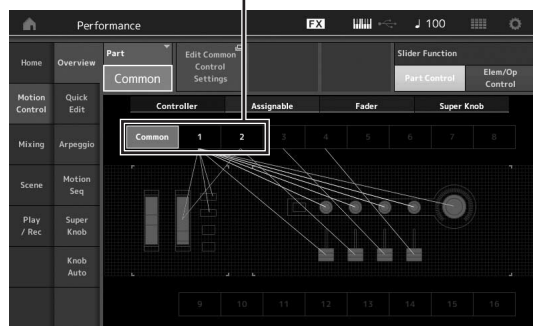 Performance FX ♩ 100
Part
Common
Edit Common
Control
Settings
Slider Function
Part Control
Elem/Op
Control
Home
Overview
Motion
Control
Quick
Edit
Mixing
Arpeggio
Scene
Motion
Seq
Play
/ Rec
Super
Knob
Knob
Auto
Controller Assignable Fader Super Knob
Common 1 2 3 4 5 6 7 8
9 10 11 12 13 14 15 16